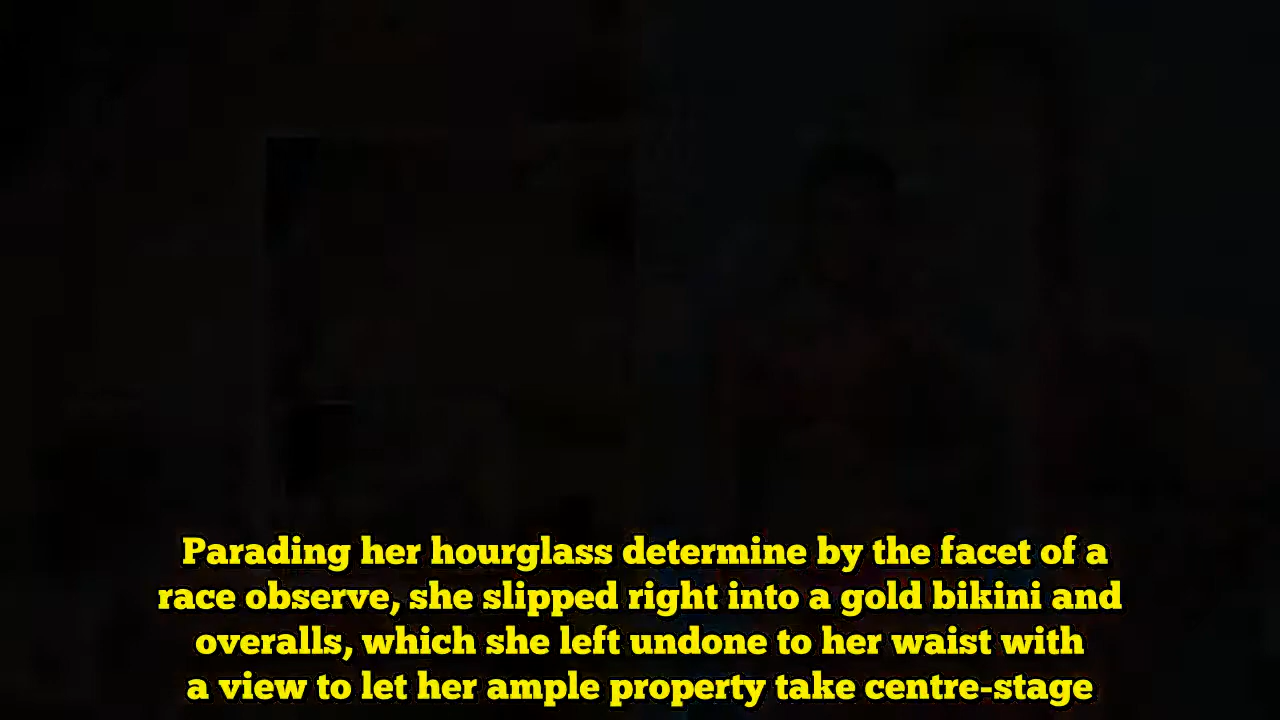 Parading her hourglass determine by the facet of a
race observe, she slipped right into a gold bikini and
overalls, which she left undone to her waist with
a view to let her ample property take centre-stage